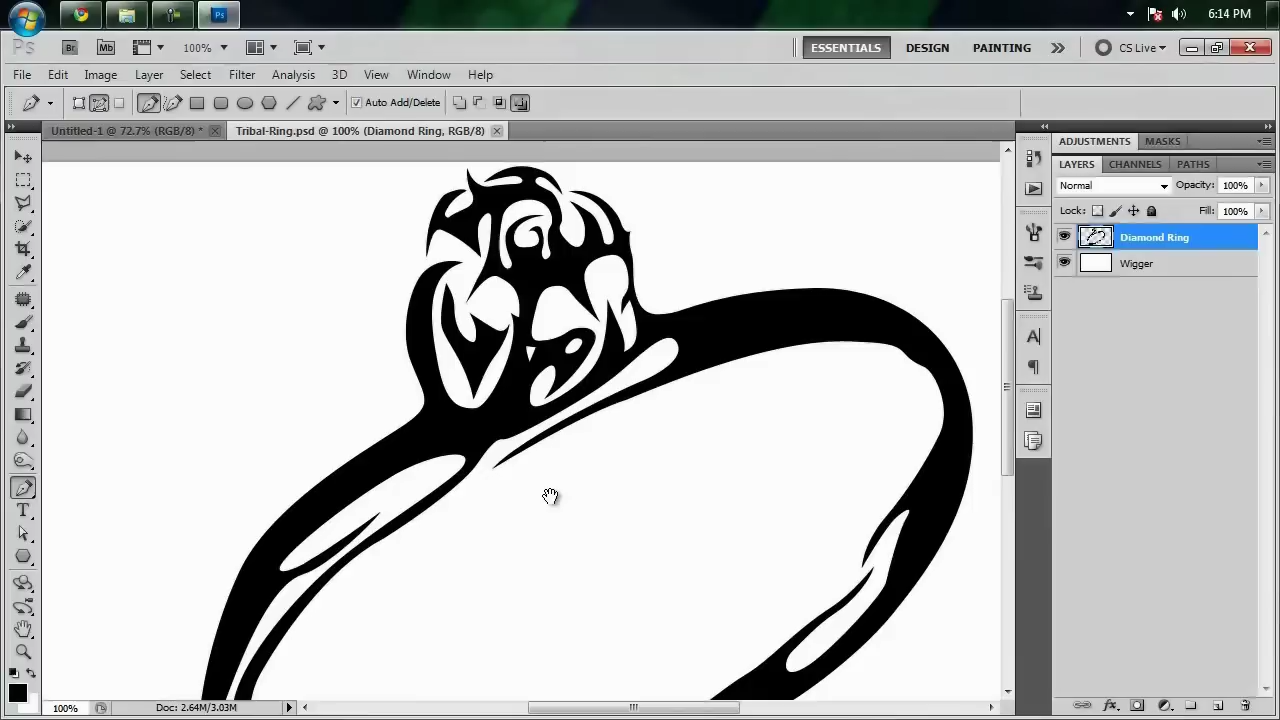 Ps
6:14 PM
Ps Br Mb 100% ESSENTIALS DESIGN PAINTING CS Live
File Edit Image Layer Select Filter Analysis 3D View Window Help
Auto Add/Delete
Untitled-1 @ 72.7% (RGB/8) * Tribal-Ring.psd @ 100% (Diamond Ring, RGB/8)
ADJUSTMENTS MASKS
LAYERS CHANNELS PATHS
Normal Opacity: 100%
Lock: Fill: 100%
Diamond Ring
Wigger
A
T
fx.
100% Doc: 2.64M/3.03M